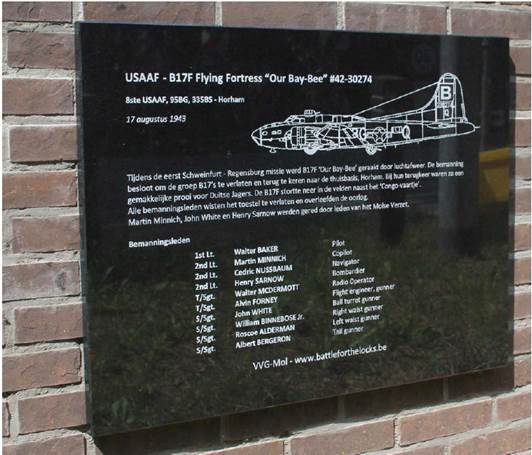 USAAF - B17F Flying Fortress “Our Bay-Bee” #42-30274
8ste USAAF, 95BG, 335BS - Horham
17 augustus 1943
B
Tijdens de eerst Schweinfurt - Regensburg missie werd B17F ‘Our Bay-Bee’ geraakt door luchtafweer. De bemanning
besloot om de groep B17’s te verlaten en terug te keren naar de thuisbasis, Horham. Bij hun terugkeer waren ze een
gemakkelijke prooi voor Duitse Jagers. De B17F stortte neer in de velden naast het ‘Congo-vaartje’.
Alle bemanningsleden wisten het toestel te verlaten en overleefden de oorlog.
Martin Minnich, John White en Henry Sarnow werden gered door leden van het Molse Verzet.
Bemanningsleden
1st Lt. Walter BAKER Pilot
2nd Lt. Martin MINNICH Copilot
2nd Lt. Cedric NUSSBAUM Navigator
2nd Lt. Henry SARNOW Bombardier
T/Sgt. Walter MCDERMOTT Radio Operator
T/Sgt. Alvin FORNEY Flight engineer, gunner
S/Sgt. John WHITE Ball turret gunner
S/Sgt. William BINNEBOSE Jr. Right waist gunner
S/Sgt. Roscoe ALDERMAN Left waist gunner
S/Sgt. Albert BERGERON Tail gunner
VVG-Mol - www.battleforthelocks.be